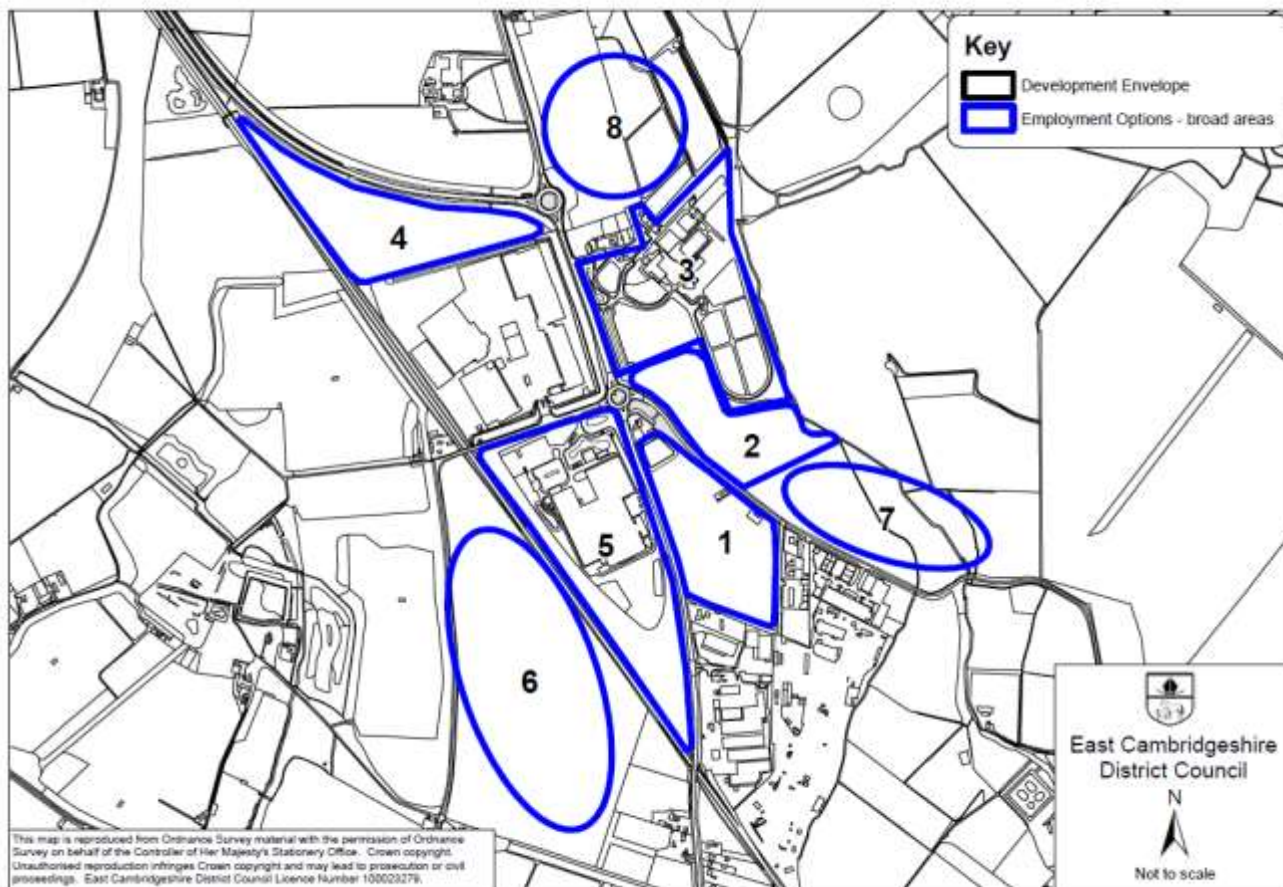 Key
Development Envelope
Employment Options - broad areas
8
4
3
2
7
5
1
6
East Cambridgeshire
District Council
N
Not to scale
This map is reproduced from Ordnance Survey material with the permission of Ordnance
Survey on behalf of the Controller of Her Majesty's Stationery Office. Crown copyright.
Unauthorised reproduction infringes Crown copyright and may lead to prosecution or civil
proceedings. East Cambridgeshire District Council Licence Number 100023279.